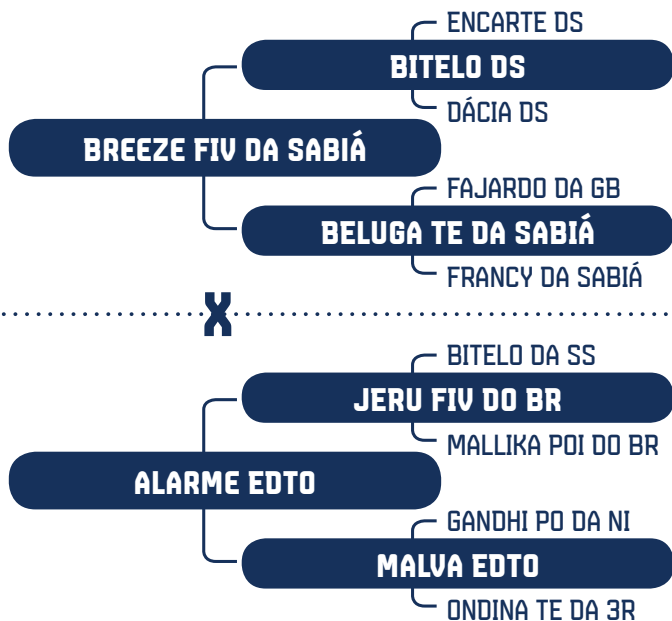 ENCARTE DS
BITELO DS
DÁCIA DS
BREEZE FIV DA SABIÁ
FAJARDO DA GB
BELUGA TE DA SABIÁ
FRANCY DA SABIÁ
X
BITELO DA SS
JERU FIV DO BR
MALLIKA POI DO BR
ALARME EDTO
GANDHI PO DA NI
MALVA EDTO
ONDINA TE DA 3R